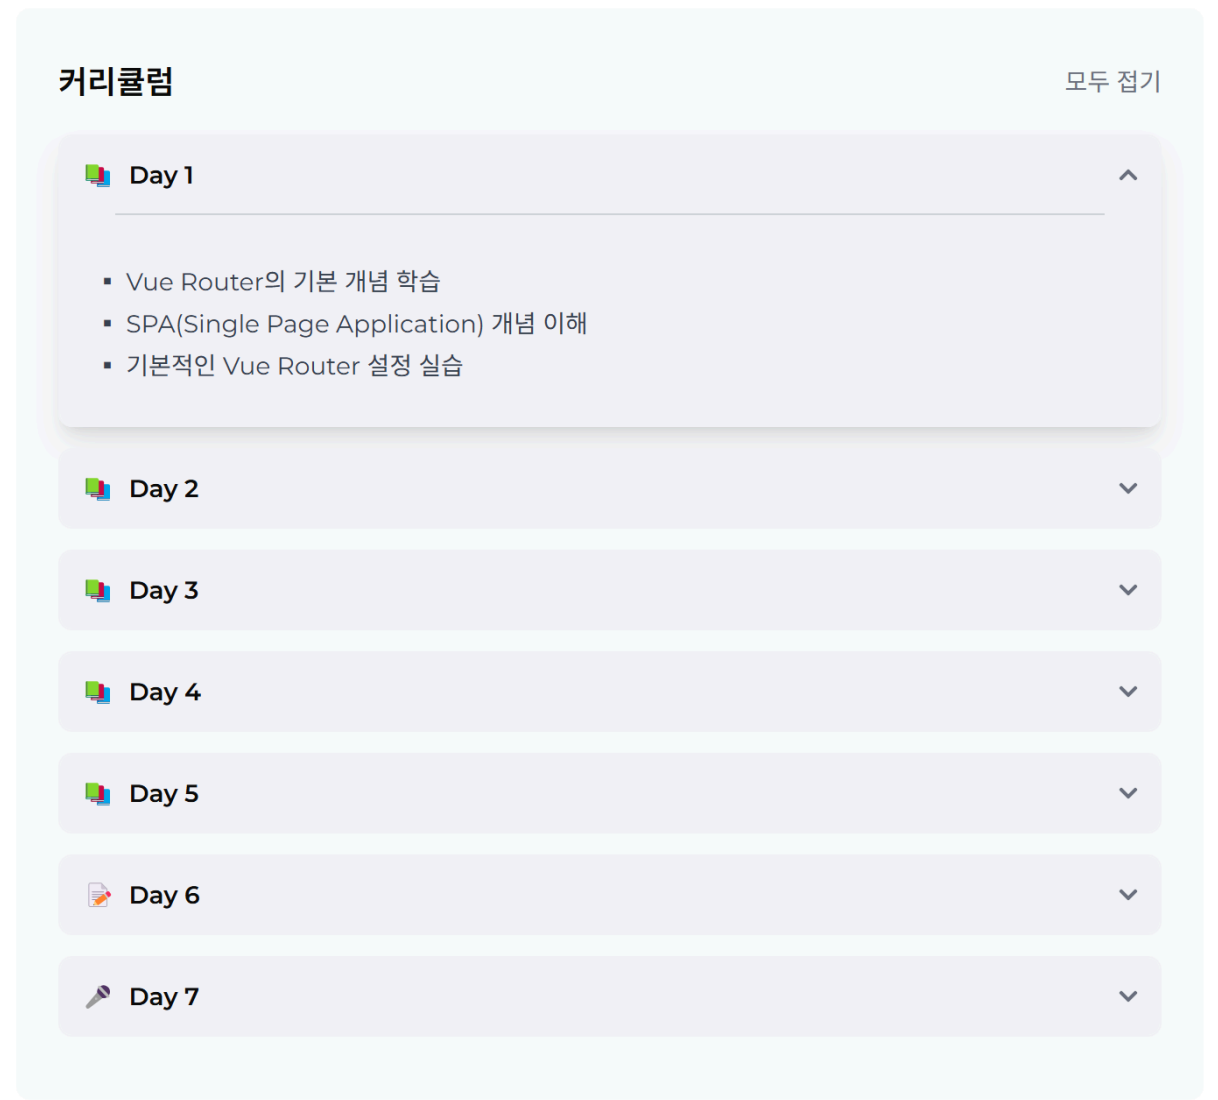 커리큘럼
모두 접기
Day 1
▪ Vue Router의 기본 개념 학습
▪ SPA(Single Page Application) 개념 이해
▪ 기본적인 Vue Router 설정 실습
Day 2
Day 3
Day 4
Day 5
Day 6
Day 7